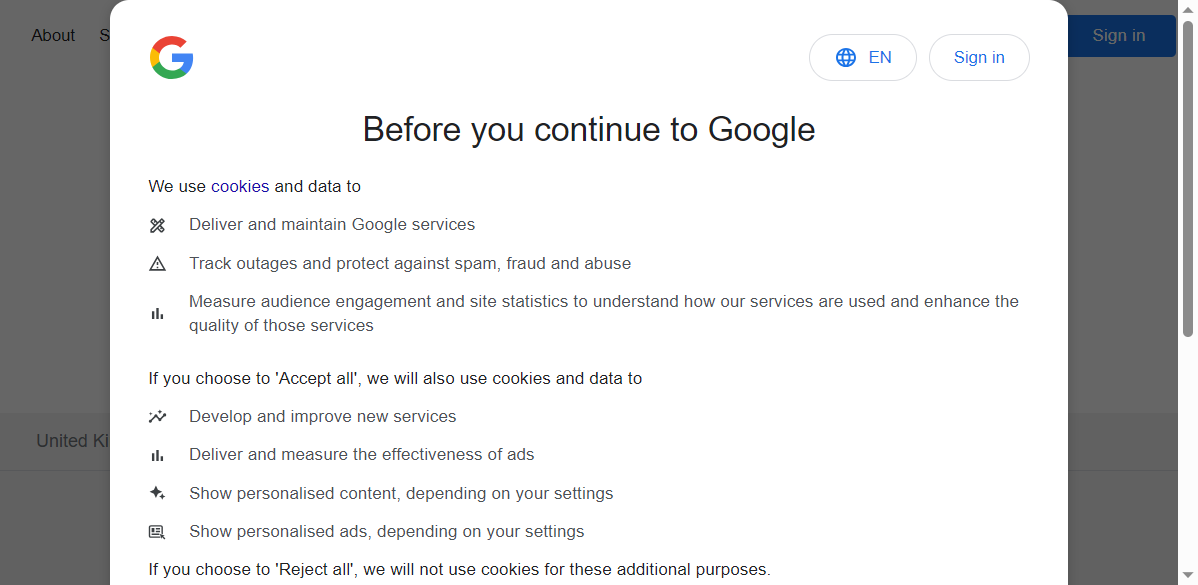 About S
Sign in
EN
Sign in
Before you continue to Google
We use cookies and data to
Deliver and maintain Google services
Track outages and protect against spam, fraud and abuse
Measure audience engagement and site statistics to understand how our services are used and enhance the
quality of those services
If you choose to 'Accept all', we will also use cookies and data to
Develop and improve new services
United Ki
Deliver and measure the effectiveness of ads
Show personalised content, depending on your settings
Show personalised ads, depending on your settings
If you choose to 'Reject all', we will not use cookies for these additional purposes.